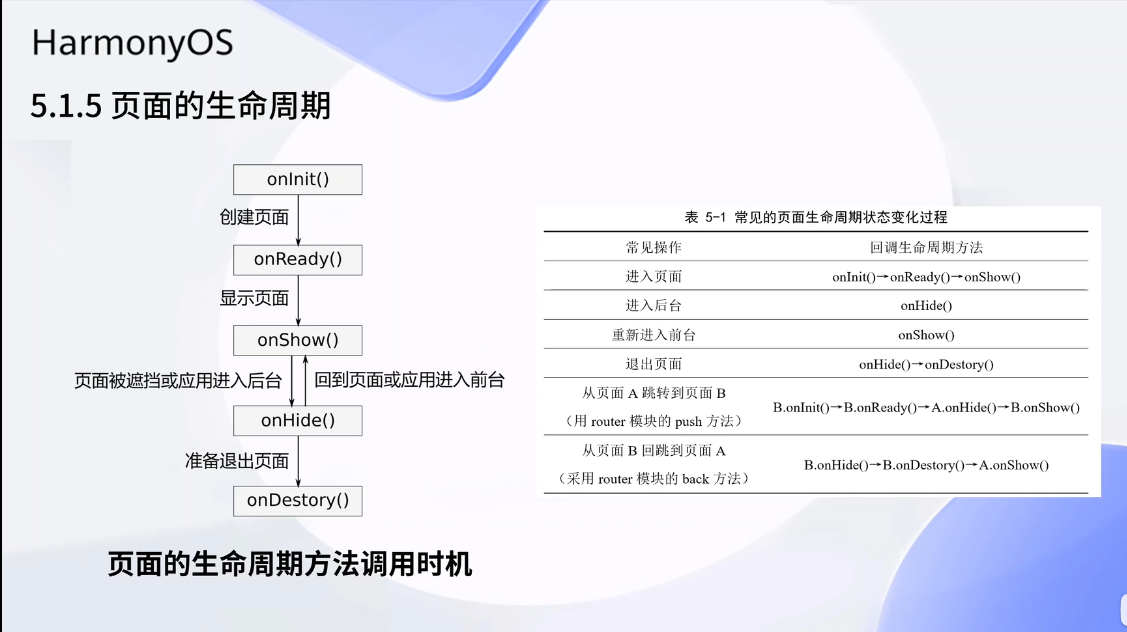 HarmonyOS
5.1.5 页面的生命周期
onInit()
创建页面
onReady()
显示页面
onShow()
页面被遮挡或应用进入后台
回到页面或应用进入前台
onHide()
准备退出页面
onDestory()
页面的生命周期方法调用时机
表 5-1 常见的页面生命周期状态变化过程
常见操作 回调生命周期方法
进入页面 onInit()→onReady()→onShow()
进入后台 onHide()
重新进入前台 onShow()
退出页面 onHide()→onDestory()
从页面 A 跳转到页面 B
（用 router 模块的 push 方法）
B.onInit()→B.onReady()→A.onHide()→B.onShow()
从页面 B 回跳到页面 A
（采用 router 模块的 back 方法）
B.onHide()→B.onDestory()→A.onShow()